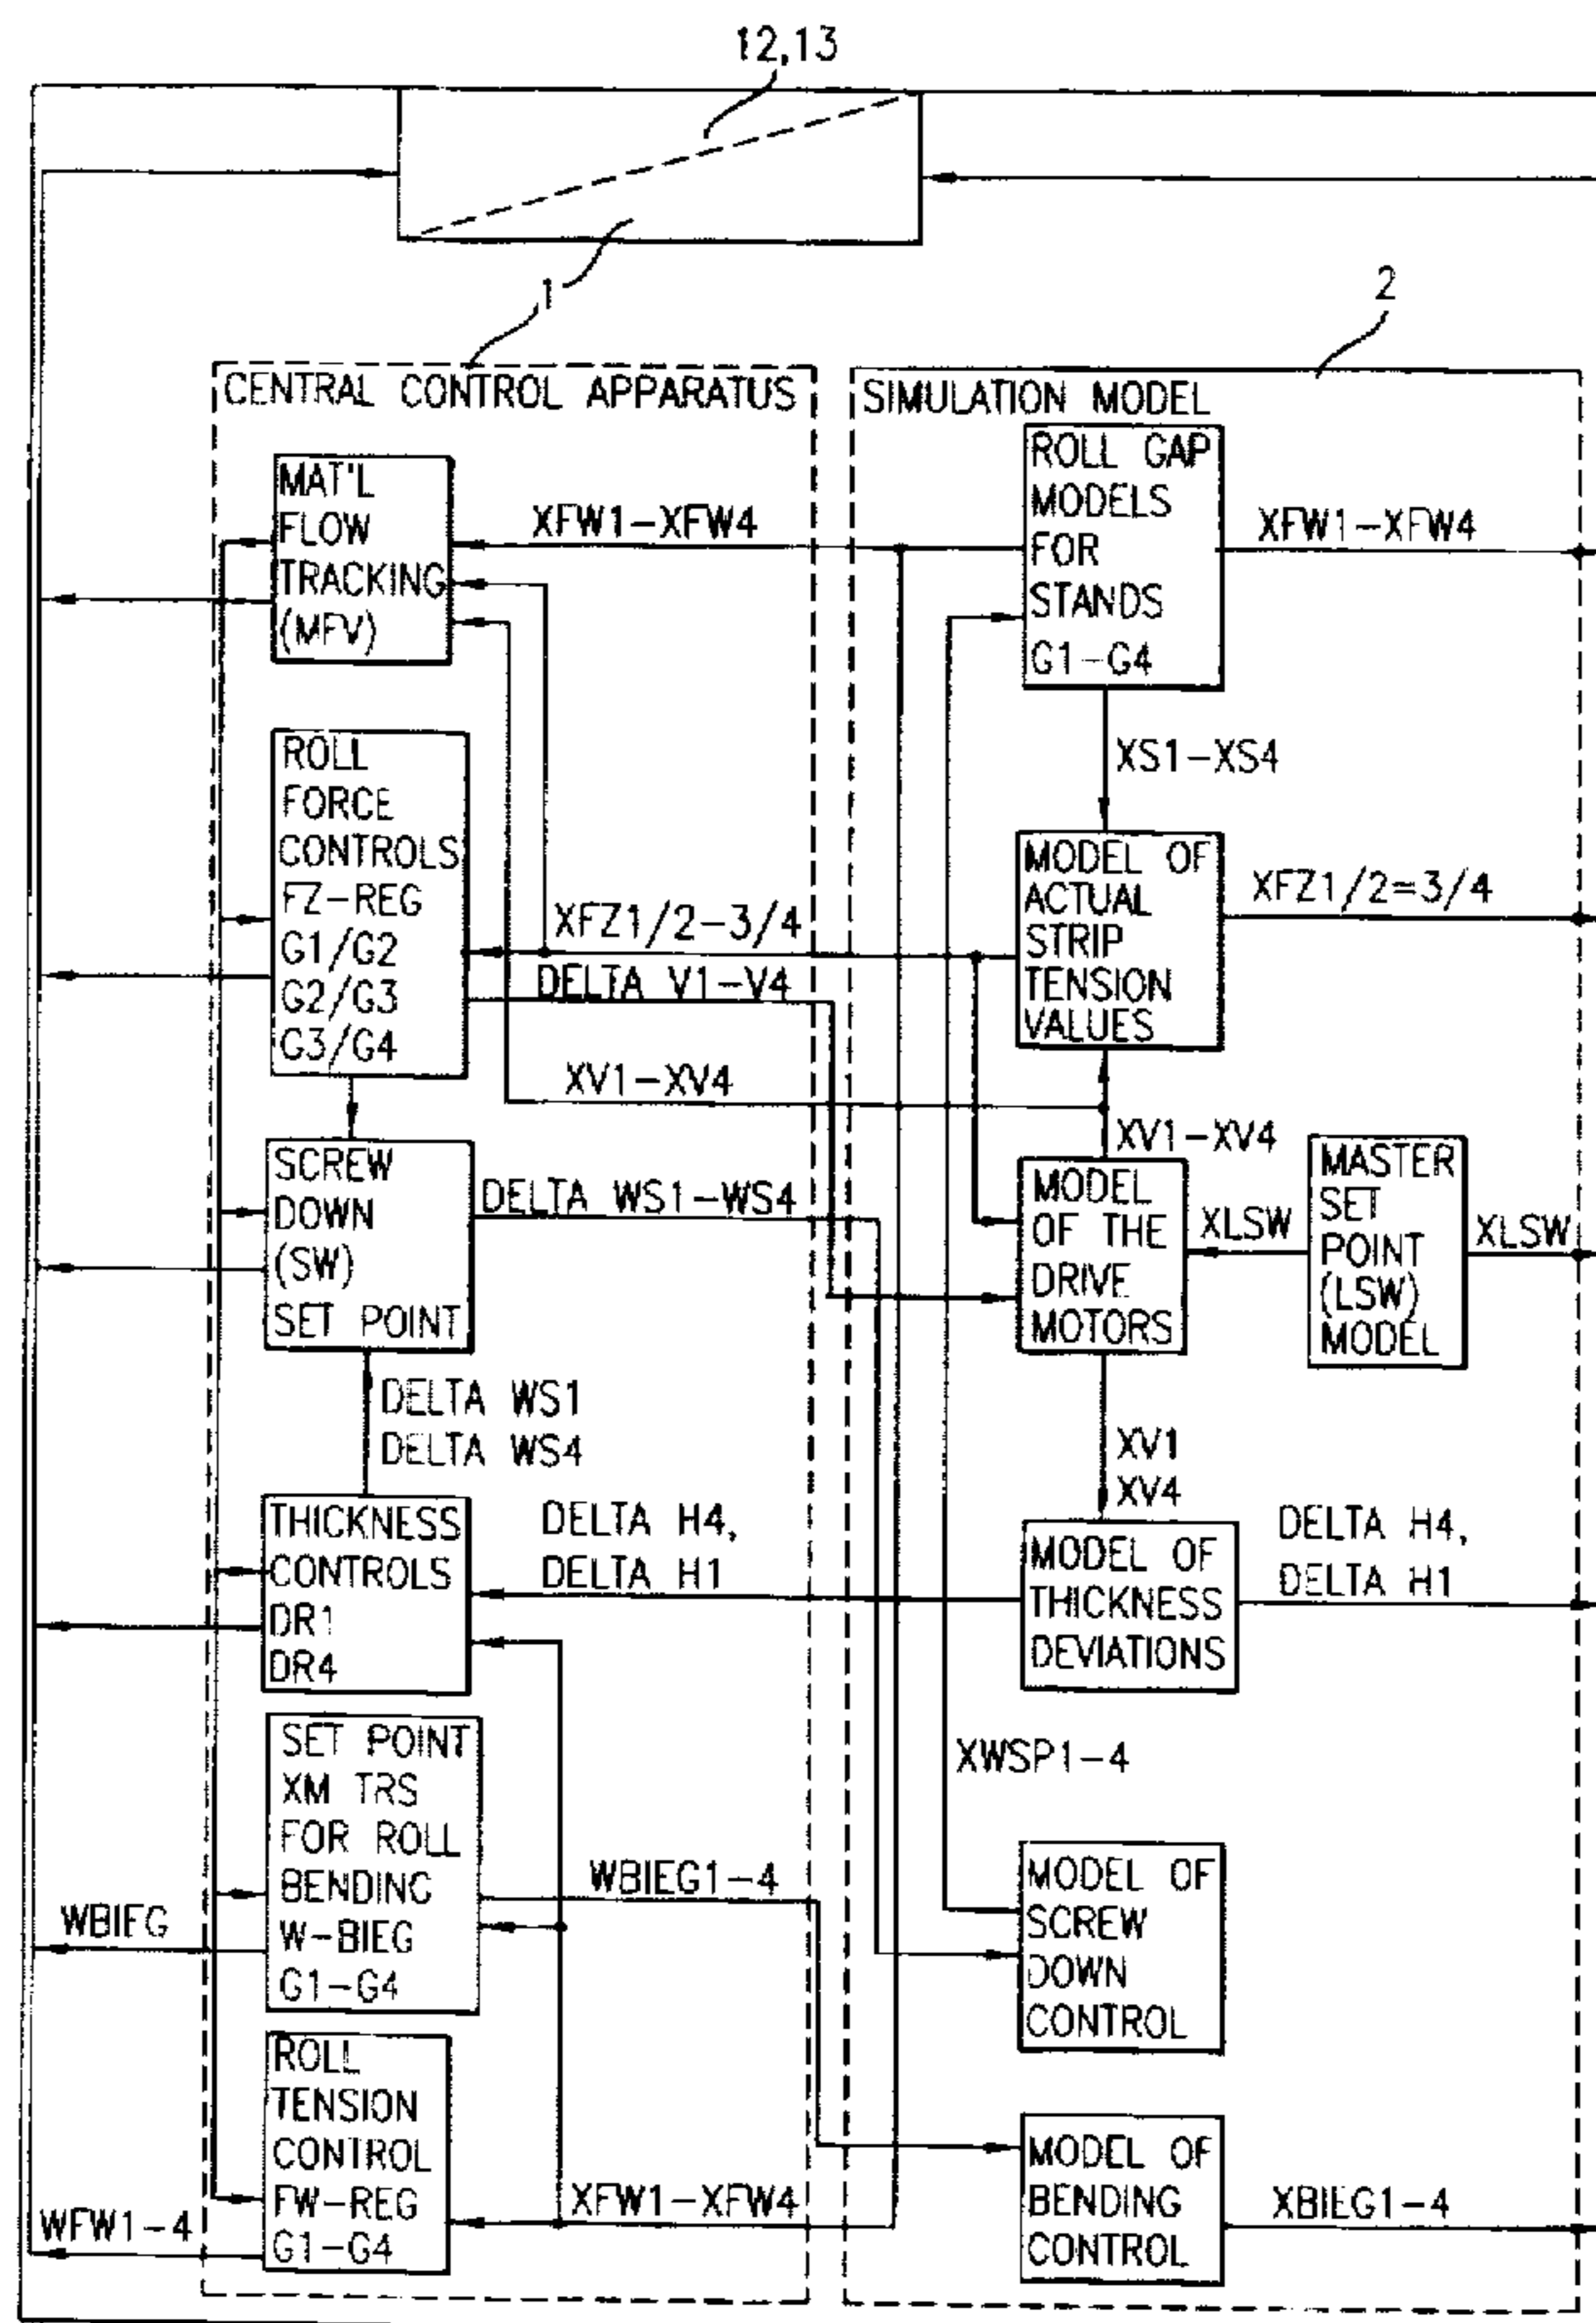 12,13
1
2
CENTRAL CONTROL APPARATUS
MAT'L
FLOW
TRACKING
(MFV)
XFW1-XFW4
ROLL
FORCE
CONTROLS
FZ-REG
G1/G2
G2/G3
G3/G4
XFZ1/2-3/4
DELTA V1-V4
XV1-XV4
SCREW
DOWN
(SW)
SET POINT
DELTA WS1-WS4
DELTA WS1
DELTA WS4
THICKNESS
CONTROLS
DR1
DR4
DELTA H4,
DELTA H1
SET POINT
XM TRS
FOR ROLL
BENDING
W-BIEG
G1-G4
WBIEG1-4
WBIEG
ROLL
TENSION
CONTROL
FW-REG
G1-G4
XFW1-XFW4
WFW1-4
SIMULATION MODEL
ROLL GAP
MODELS
FOR
STANDS
G1-G4
XFW1-XFW4
XS1-XS4
MODEL OF
ACTUAL
STRIP
TENSION
VALUES
XFZ1/2=3/4
XV1-XV4
MODEL
OF THE
DRIVE
MOTORS
XLSW
MASTER
SET
POINT
(LSW)
MODEL
XLSW
XV1
XV4
MODEL OF
THICKNESS
DEVIATIONS
DELTA H4,
DELTA H1
XWSP1-4
MODEL OF
SCREW
DOWN
CONTROL
MODEL OF
BENDING
CONTROL
XBIEG1-4